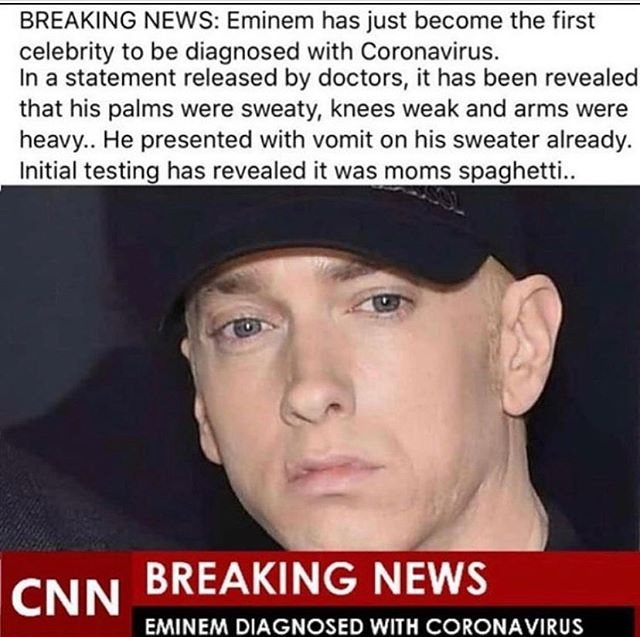 BREAKING NEWS: Eminem has just become the first
celebrity to be diagnosed with Coronavirus.
In a statement released by doctors, it has been revealed
that his palms were sweaty, knees weak and arms were
heavy.. He presented with vomit on his sweater already.
Initial testing has revealed it was moms spaghetti..
CNN
BREAKING NEWS
EMINEM DIAGNOSED WITH CORONAVIRUS